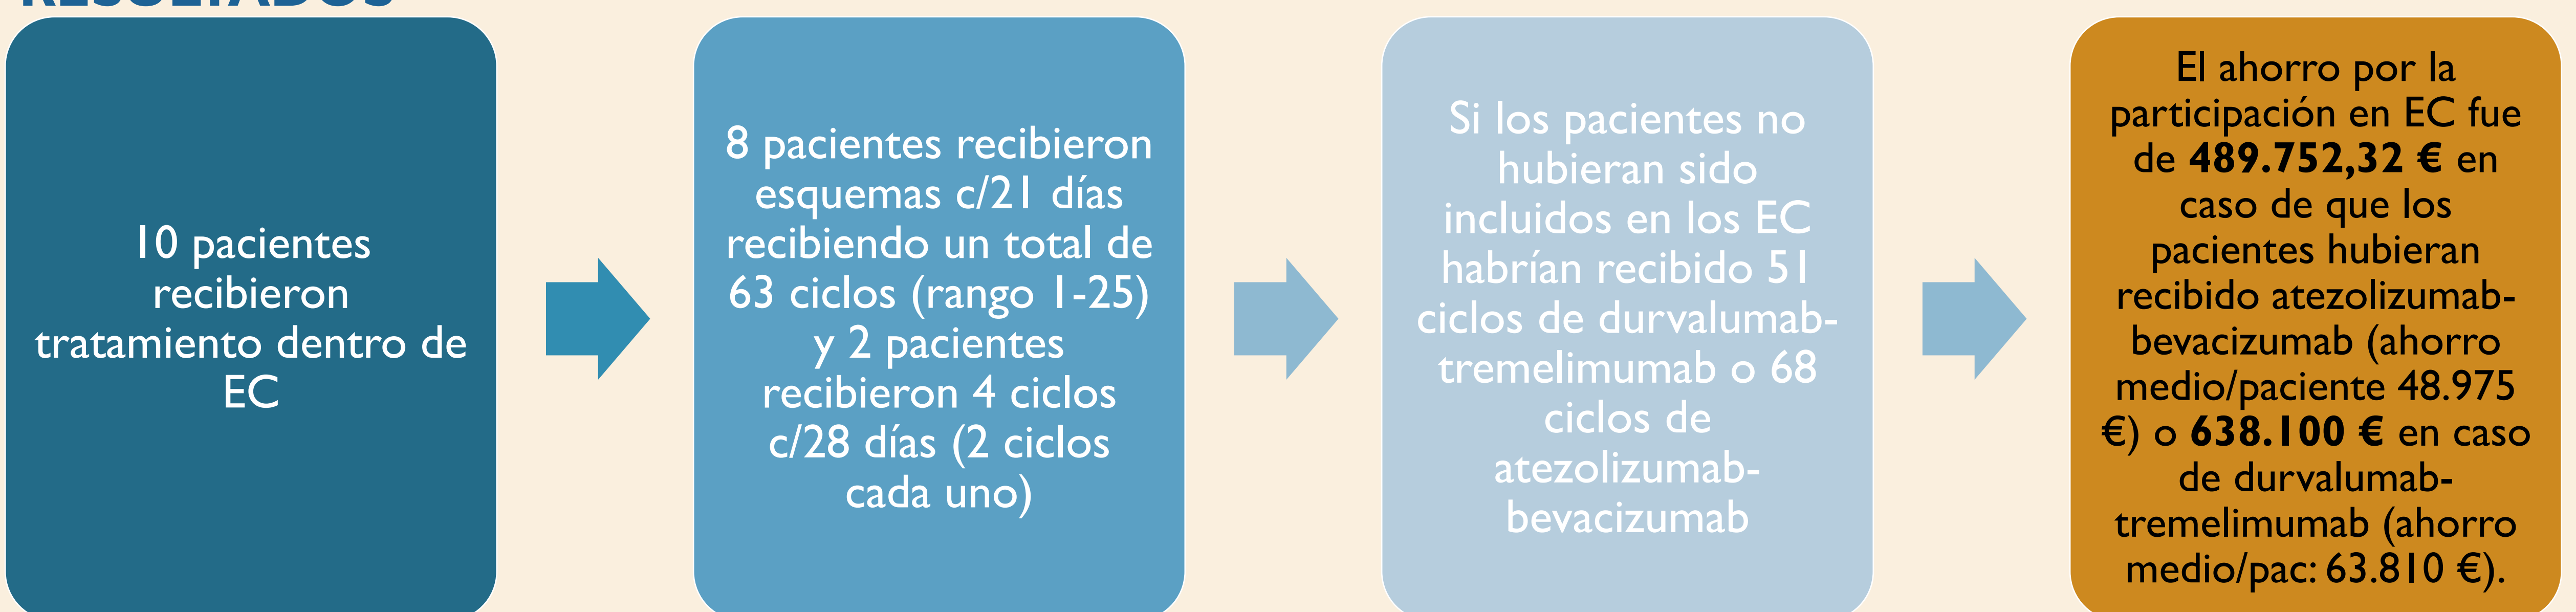 RESULTADOS
10 pacientes
recibieron
tratamiento dentro de
EC
8 pacientes recibieron
esquemas c/21 días
recibiendo un total de
63 ciclos (rango 1-25)
y 2 pacientes
recibieron 4 ciclos
c/28 días (2 ciclos
cada uno)
Si los pacientes no
hubieran sido
incluidos en los EC
habrían recibido 51
ciclos de durvalumab-
tremelimumab o 68
ciclos de
atezolizumab-
bevacizumab
El ahorro por la
participación en EC fue
de 489.752,32 € en
caso de que los
pacientes hubieran
recibido atezolizumab-
bevacizumab (ahorro
medio/paciente 48.975
€) o 638.100 € en caso
de durvalumab-
tremelimumab (ahorro
medio/pac: 63.810 €).